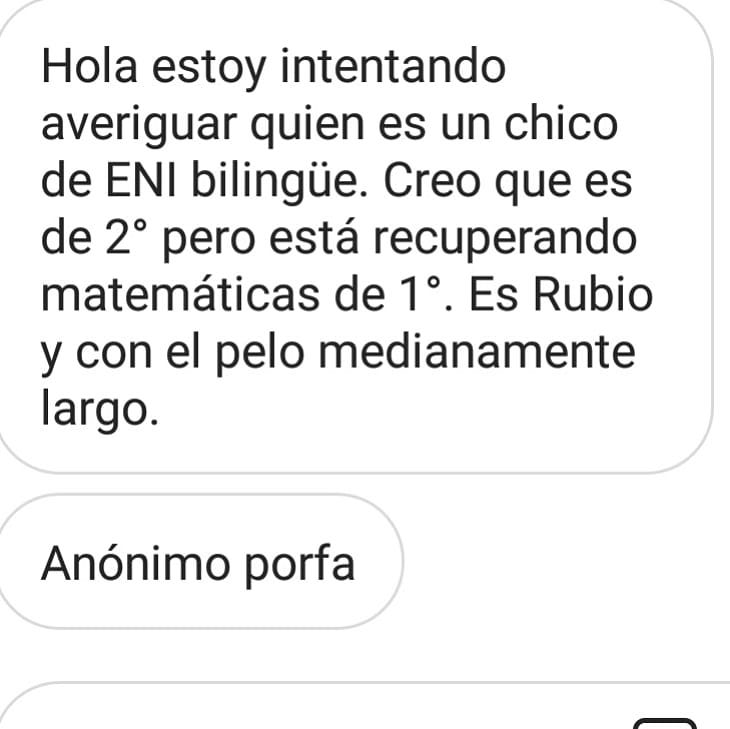 Hola estoy intentando
averiguar quien es un chico
de ENI bilingüe. Creo que es
de 2° pero está recuperando
matemáticas de 1°. Es Rubio
y con el pelo medianamente
largo.
Anónimo porfa